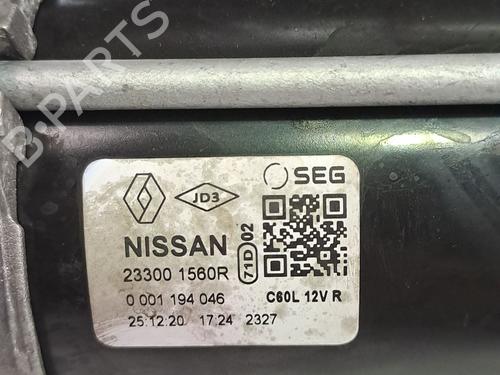 B-PARTS
JD3
SEG
NISSAN
23300 1560R
71D 02
0 001 194 046
C60L 12V R
25.12.20 17:24 2327